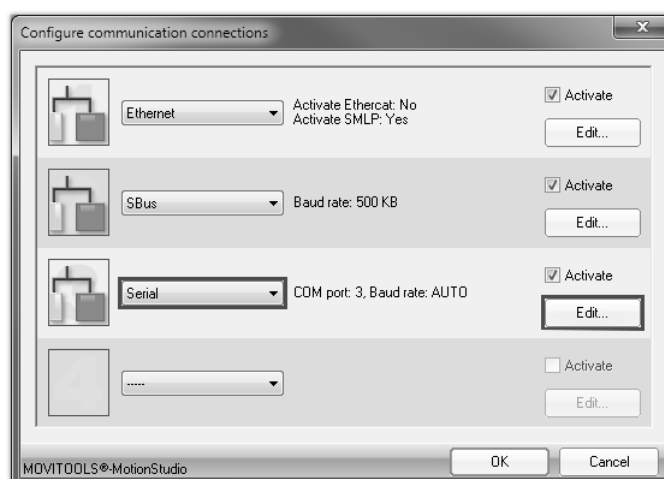 Configure communication connections
x
Ethernet
Activate Ethercat: No
Activate SMLP: Yes
Activate
Edit...
SBus
Baud rate: 500 KB
Activate
Edit...
Serial
COM port: 3, Baud rate: AUTO
Activate
Edit...
4
-----
Activate
Edit...
MOVITOOLS®-MotionStudio
OK
Cancel